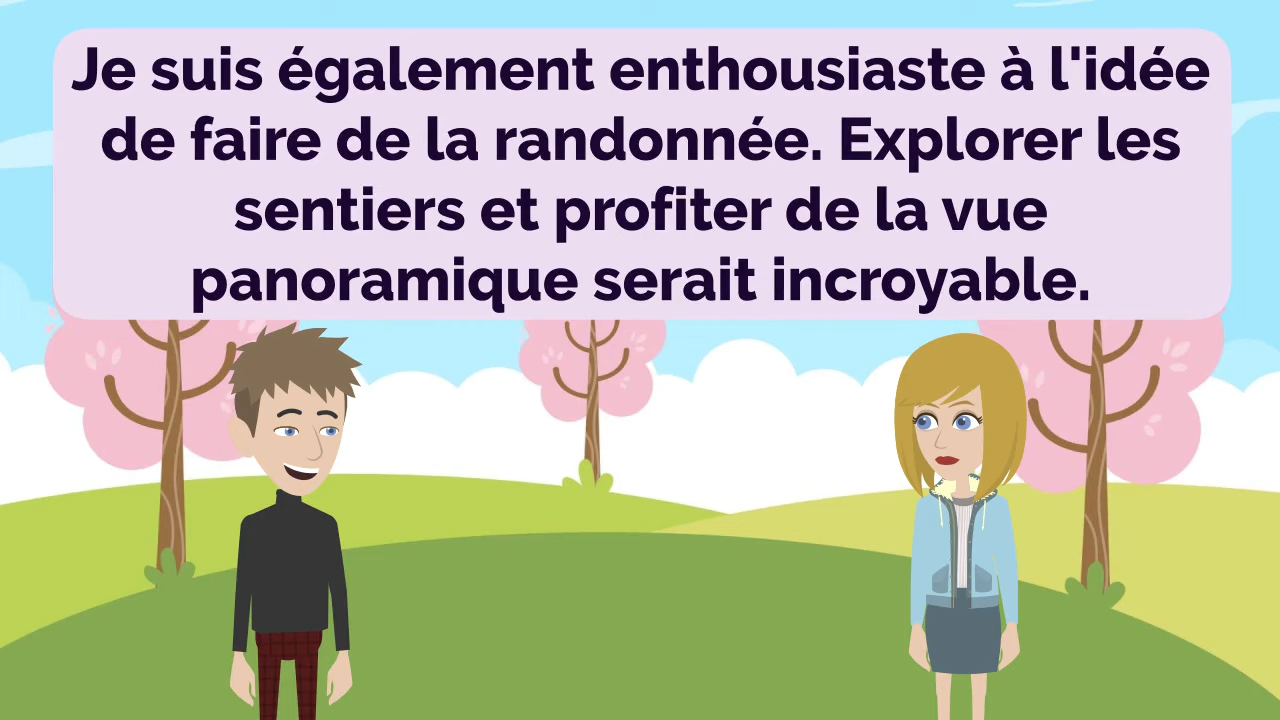 Je suis également enthousiaste à l'idée
de faire de la randonnée. Explorer les
sentiers et profiter de la vue
panoramique serait incroyable.